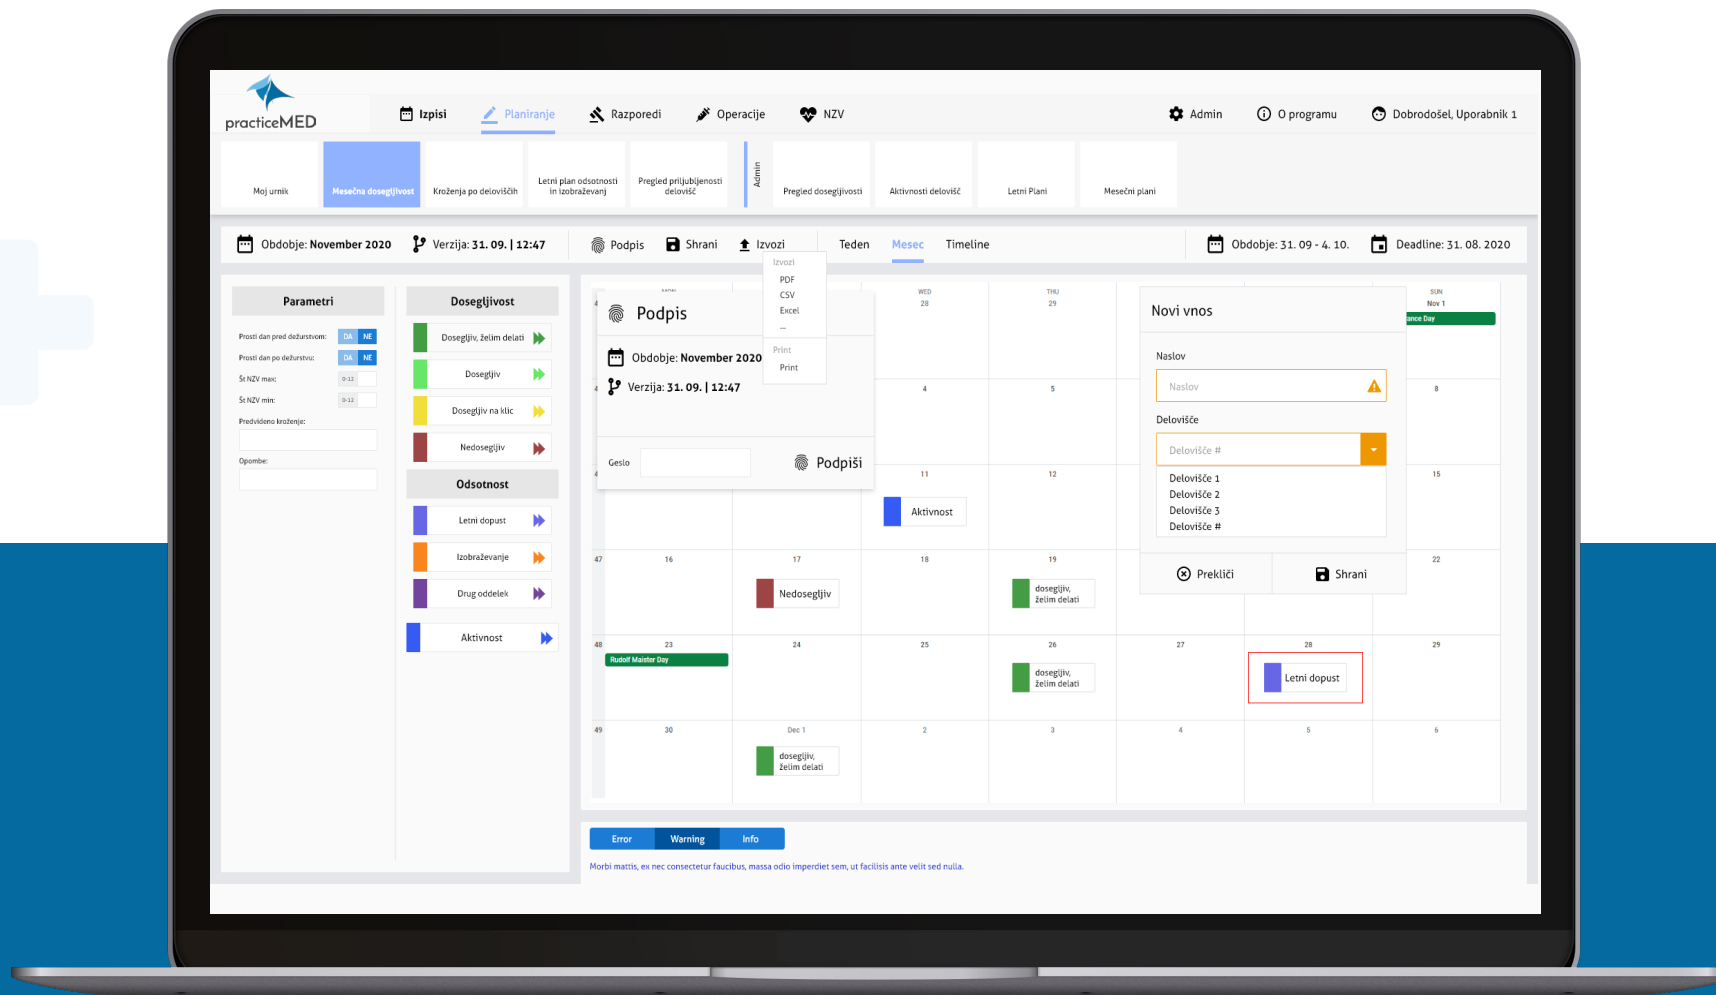 practiceMED
Izpisi
Planiranje
Razporedi
Operacije
NZV
Admin
O programu
Dobrodošel, Uporabnik 1
Moj urnik
Mesečna dosegljivost
Kroženja po deloviščih
Letni plan odsotnosti
in izobraževanj
Pregled priljubljenosti
delovišč
Admin
Pregled dosegljivosti
Aktivnosti delovišč
Letni Plani
Mesečni plani
Obdobje: November 2020
Verzija: 31. 09. | 12:47
Podpis
Shrani
Izvozi
Teden
Mesec
Timeline
Obdobje: 31. 09 - 4. 10.
Deadline: 31. 08. 2020
Parametri
Prosti dan pred dežurstvom:
DA
NE
Prosti dan po dežurstvu:
DA
NE
Št NZV max:
0-12
Št NZV min:
0-12
Predvideno kroženje:
Opombe:
Dosegljivost
Dosegljiv, želim delati
Dosegljiv
Dosegljiv na klic
Nedosegljiv
Odsotnost
Letni dopust
Izobraževanje
Drug oddelek
Aktivnost
Podpis
Obdobje: November 2020
Verzija: 31. 09. | 12:47
Geslo
Podpiši
Izvozi
PDF
CSV
Excel
...
Print
Print
WED
28
THU
29
SUN
Nov 1
ance Day
4
5
8
11
12
15
Aktivnost
Novi vnos
Naslov
Naslov
Delovišče
Delovišče #
Delovišče 1
Delovišče 2
Delovišče 3
Delovišče #
Prekliči
Shrani
47
16
17
18
19
22
Nedosegljiv
dosegljiv,
želim delati
48
23
24
25
26
27
28
29
Rudolf Maister Day
dosegljiv,
želim delati
Letni dopust
49
30
Dec 1
2
3
4
5
6
dosegljiv,
želim delati
Error
Warning
Info
Morbi mattis, ex nec consectetur faucibus, massa odio imperdiet sem, ut facilisis ante velit sed nulla.